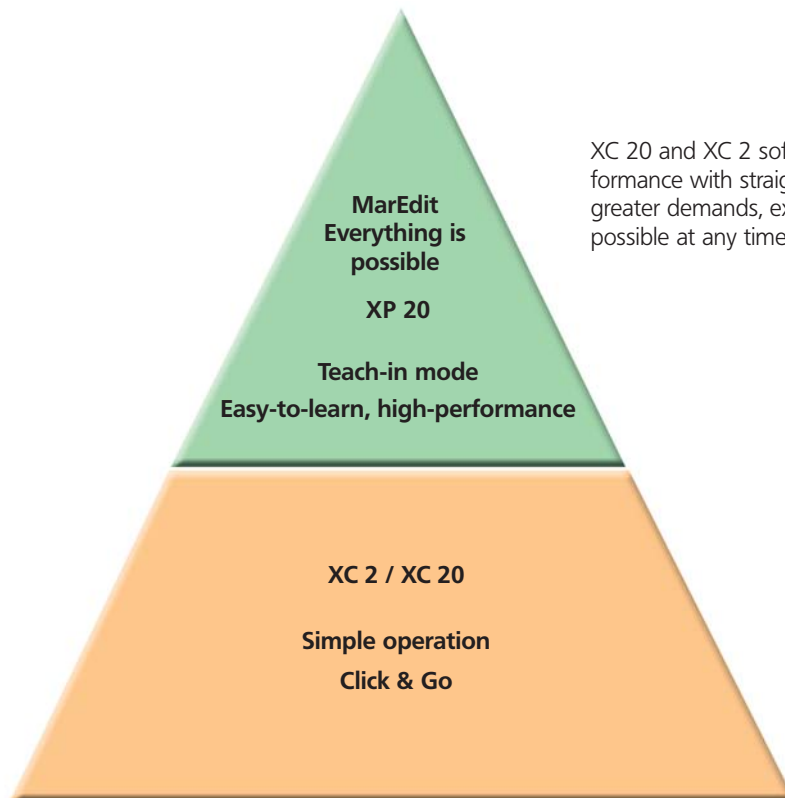 MarEdit
Everything is
possible
XP 20
Teach-in mode
Easy-to-learn, high-performance
XC 2 / XC 20
Simple operation
Click & Go
XC 20 and XC 2
formance with
greater demands,
possible at any time